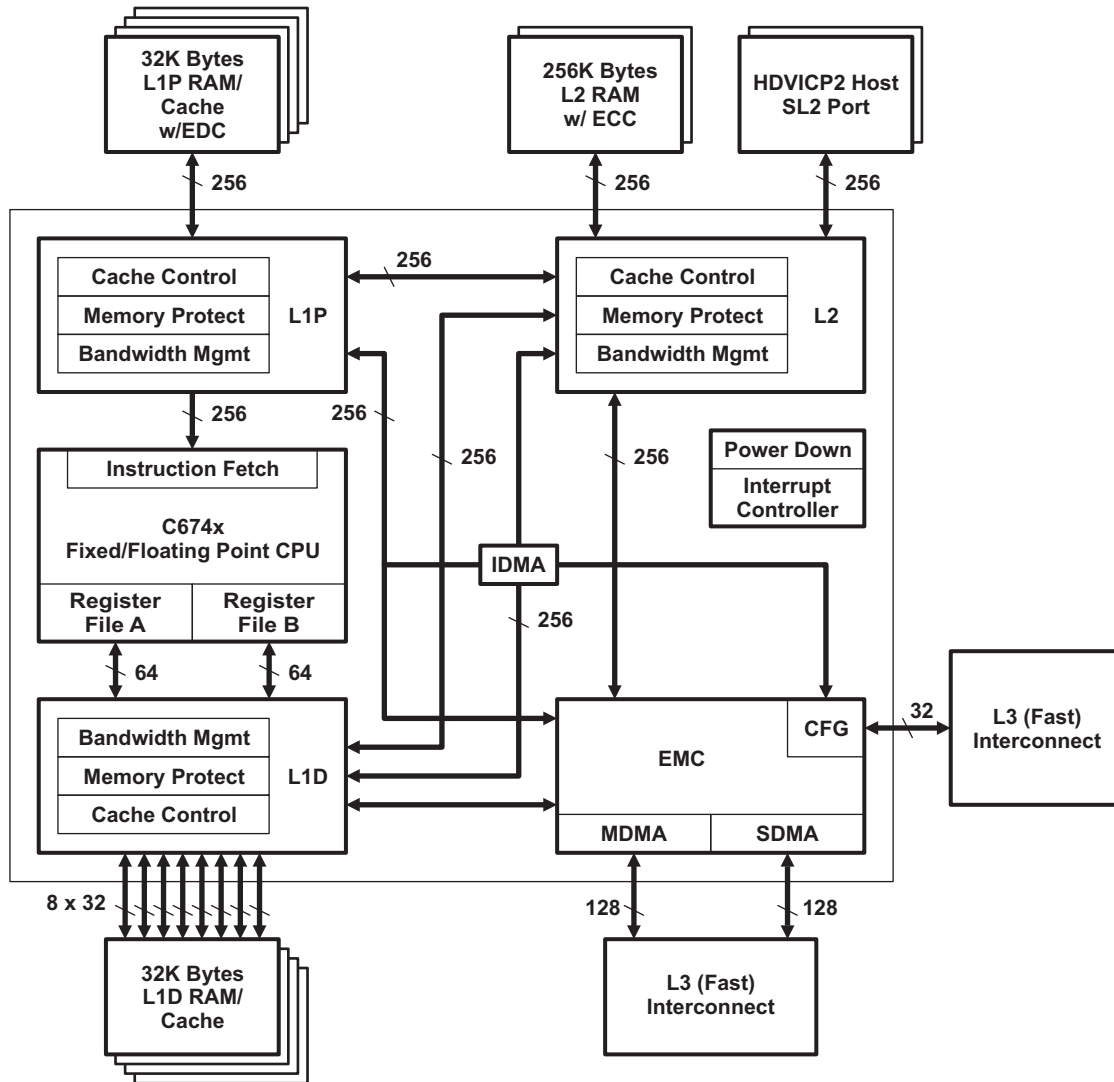 32K Bytes
L1P RAM/
Cache
w/EDC
256K Bytes
L2 RAM
w/ ECC
HDVICP2 Host
SL2 Port
256
256
256
Cache Control
Memory Protect
Bandwidth Mgmt
L1P
256
Cache Control
Memory Protect
Bandwidth Mgmt
L2
256
256
256
256
Instruction Fetch
C674x
Fixed/Floating Point CPU
Register
File A
Register
File B
Power Down
Interrupt
Controller
IDMA
256
64
64
Bandwidth Mgmt
Memory Protect
Cache Control
L1D
EMC
CFG
32
L3 (Fast)
Interconnect
MDMA
SDMA
8 x 32
128
128
32K Bytes
L1D RAM/
Cache
L3 (Fast)
Interconnect